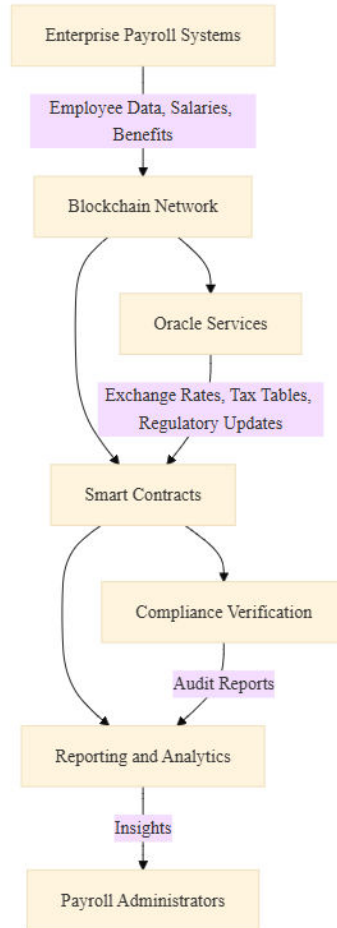 Enterprise Payroll Systems
Employee Data, Salaries,
Benefits
Blockchain Network
Oracle Services
Exchange Rates, Tax Tables,
Regulatory Updates
Smart Contracts
Compliance Verification
Audit Reports
Reporting and Analytics
Insights
Payroll Administrators